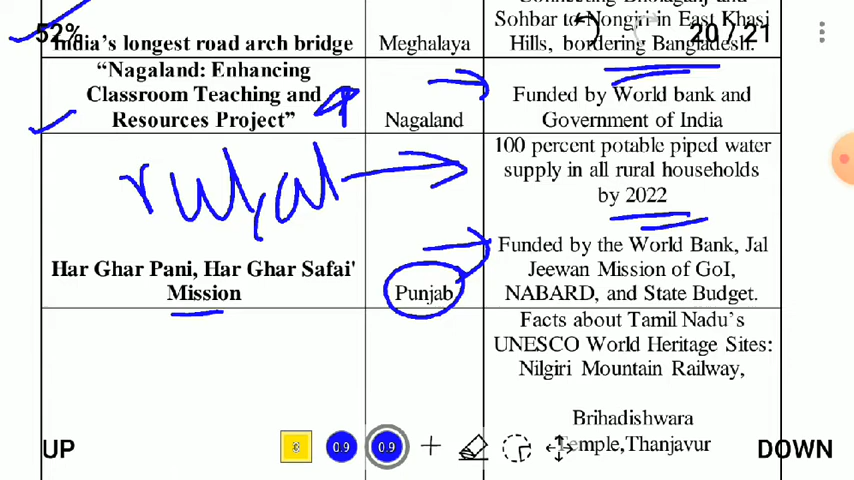 Connecting Bholaganj and
52%
Sohbar to Nongiri in East Khasi
20/21
India's longest road arch bridge
Meghalaya
Hills, bordering Bangladesh.
“Nagaland: Enhancing
Classroom Teaching and
Resources Project”
Nagaland
Funded by World bank and
Government of India
rural
100 percent potable piped water
supply in all rural households
by 2022
Har Ghar Pani, Har Ghar Safai'
Mission
Punjab
Funded by the World Bank, Jal
Jeewan Mission of GoI,
NABARD, and State Budget.
Facts about Tamil Nadu’s
UNESCO World Heritage Sites:
Nilgiri Mountain Railway,
Brihadishwara
Temple,Thanjavur
UP
3
0.9
0.9
DOWN